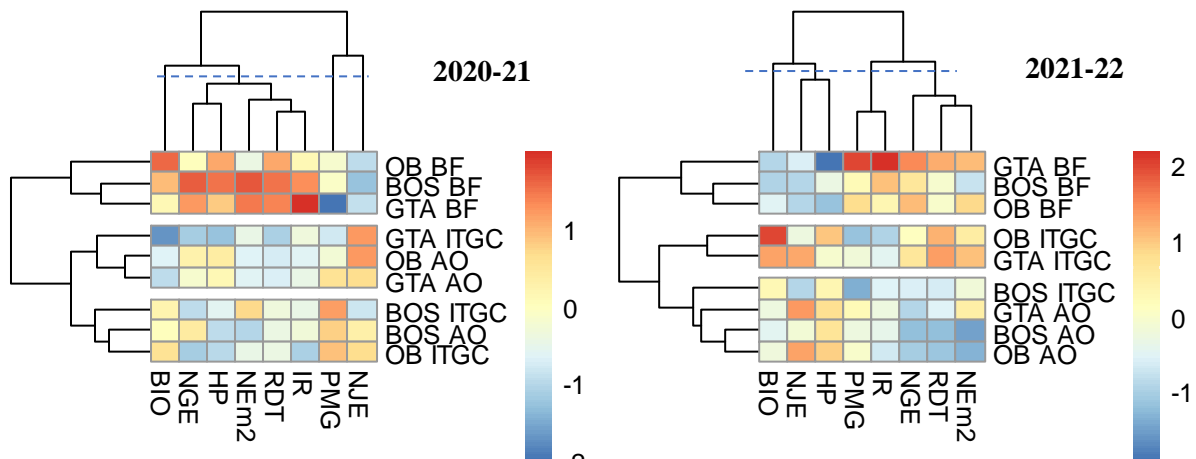 2020-21
OB BF
BOS BF
GTA BF
GTA ITGC
OB AO
GTA AO
BOS ITGC
BOS AO
OB ITGC
BIO
NGE
HP
NEm2
RDT
IR
PMG
NJE
1
0
-1
2021-22
GTA BF
BOS BF
OB BF
OB ITGC
GTA ITGC
BOS ITGC
GTA AO
BOS AO
OB AO
BIO
NJE
HP
PMG
IR
NGE
RDT
NEm2
2
1
0
-1